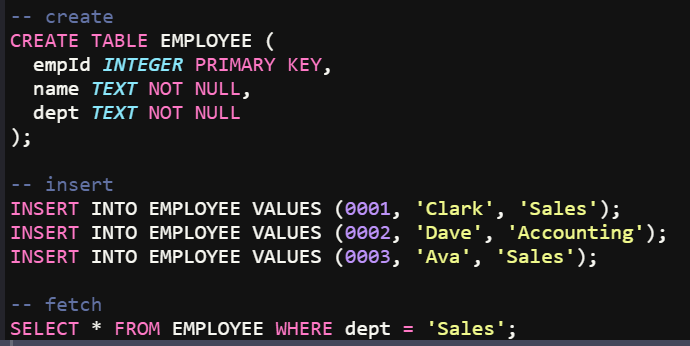 -- create
CREATE TABLE EMPLOYEE (
  empId INTEGER PRIMARY KEY,
  name TEXT NOT NULL,
  dept TEXT NOT NULL
);

-- insert
INSERT INTO EMPLOYEE VALUES (0001, 'Clark', 'Sales');
INSERT INTO EMPLOYEE VALUES (0002, 'Dave', 'Accounting');
INSERT INTO EMPLOYEE VALUES (0003, 'Ava', 'Sales');

-- fetch
SELECT * FROM EMPLOYEE WHERE dept = 'Sales';